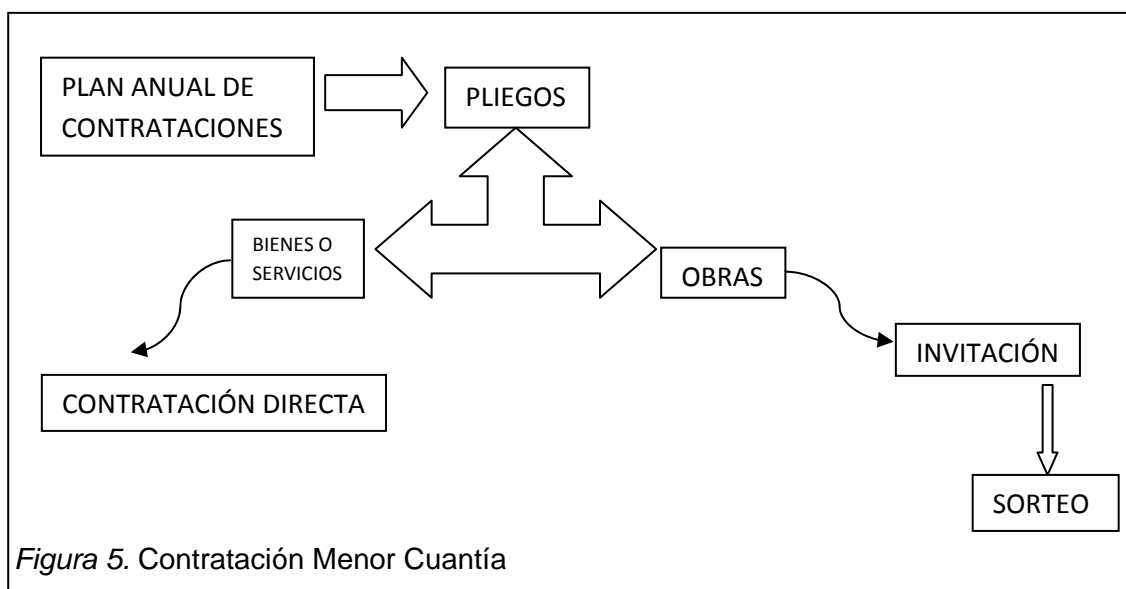 PLAN ANUAL DE
CONTRATACIONES
PLIEGOS
BIENES O
SERVICIOS
OBRAS
INVITACIÓN
CONTRATACIÓN DIRECTA
SORTEO
Figura 5. Contratación Menor Cuantía